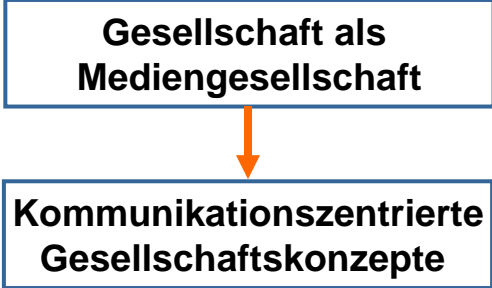 Gesellschaft als
Mediengesellschaft
Kommunikationszentrierte
Gesellschaftskonzepte